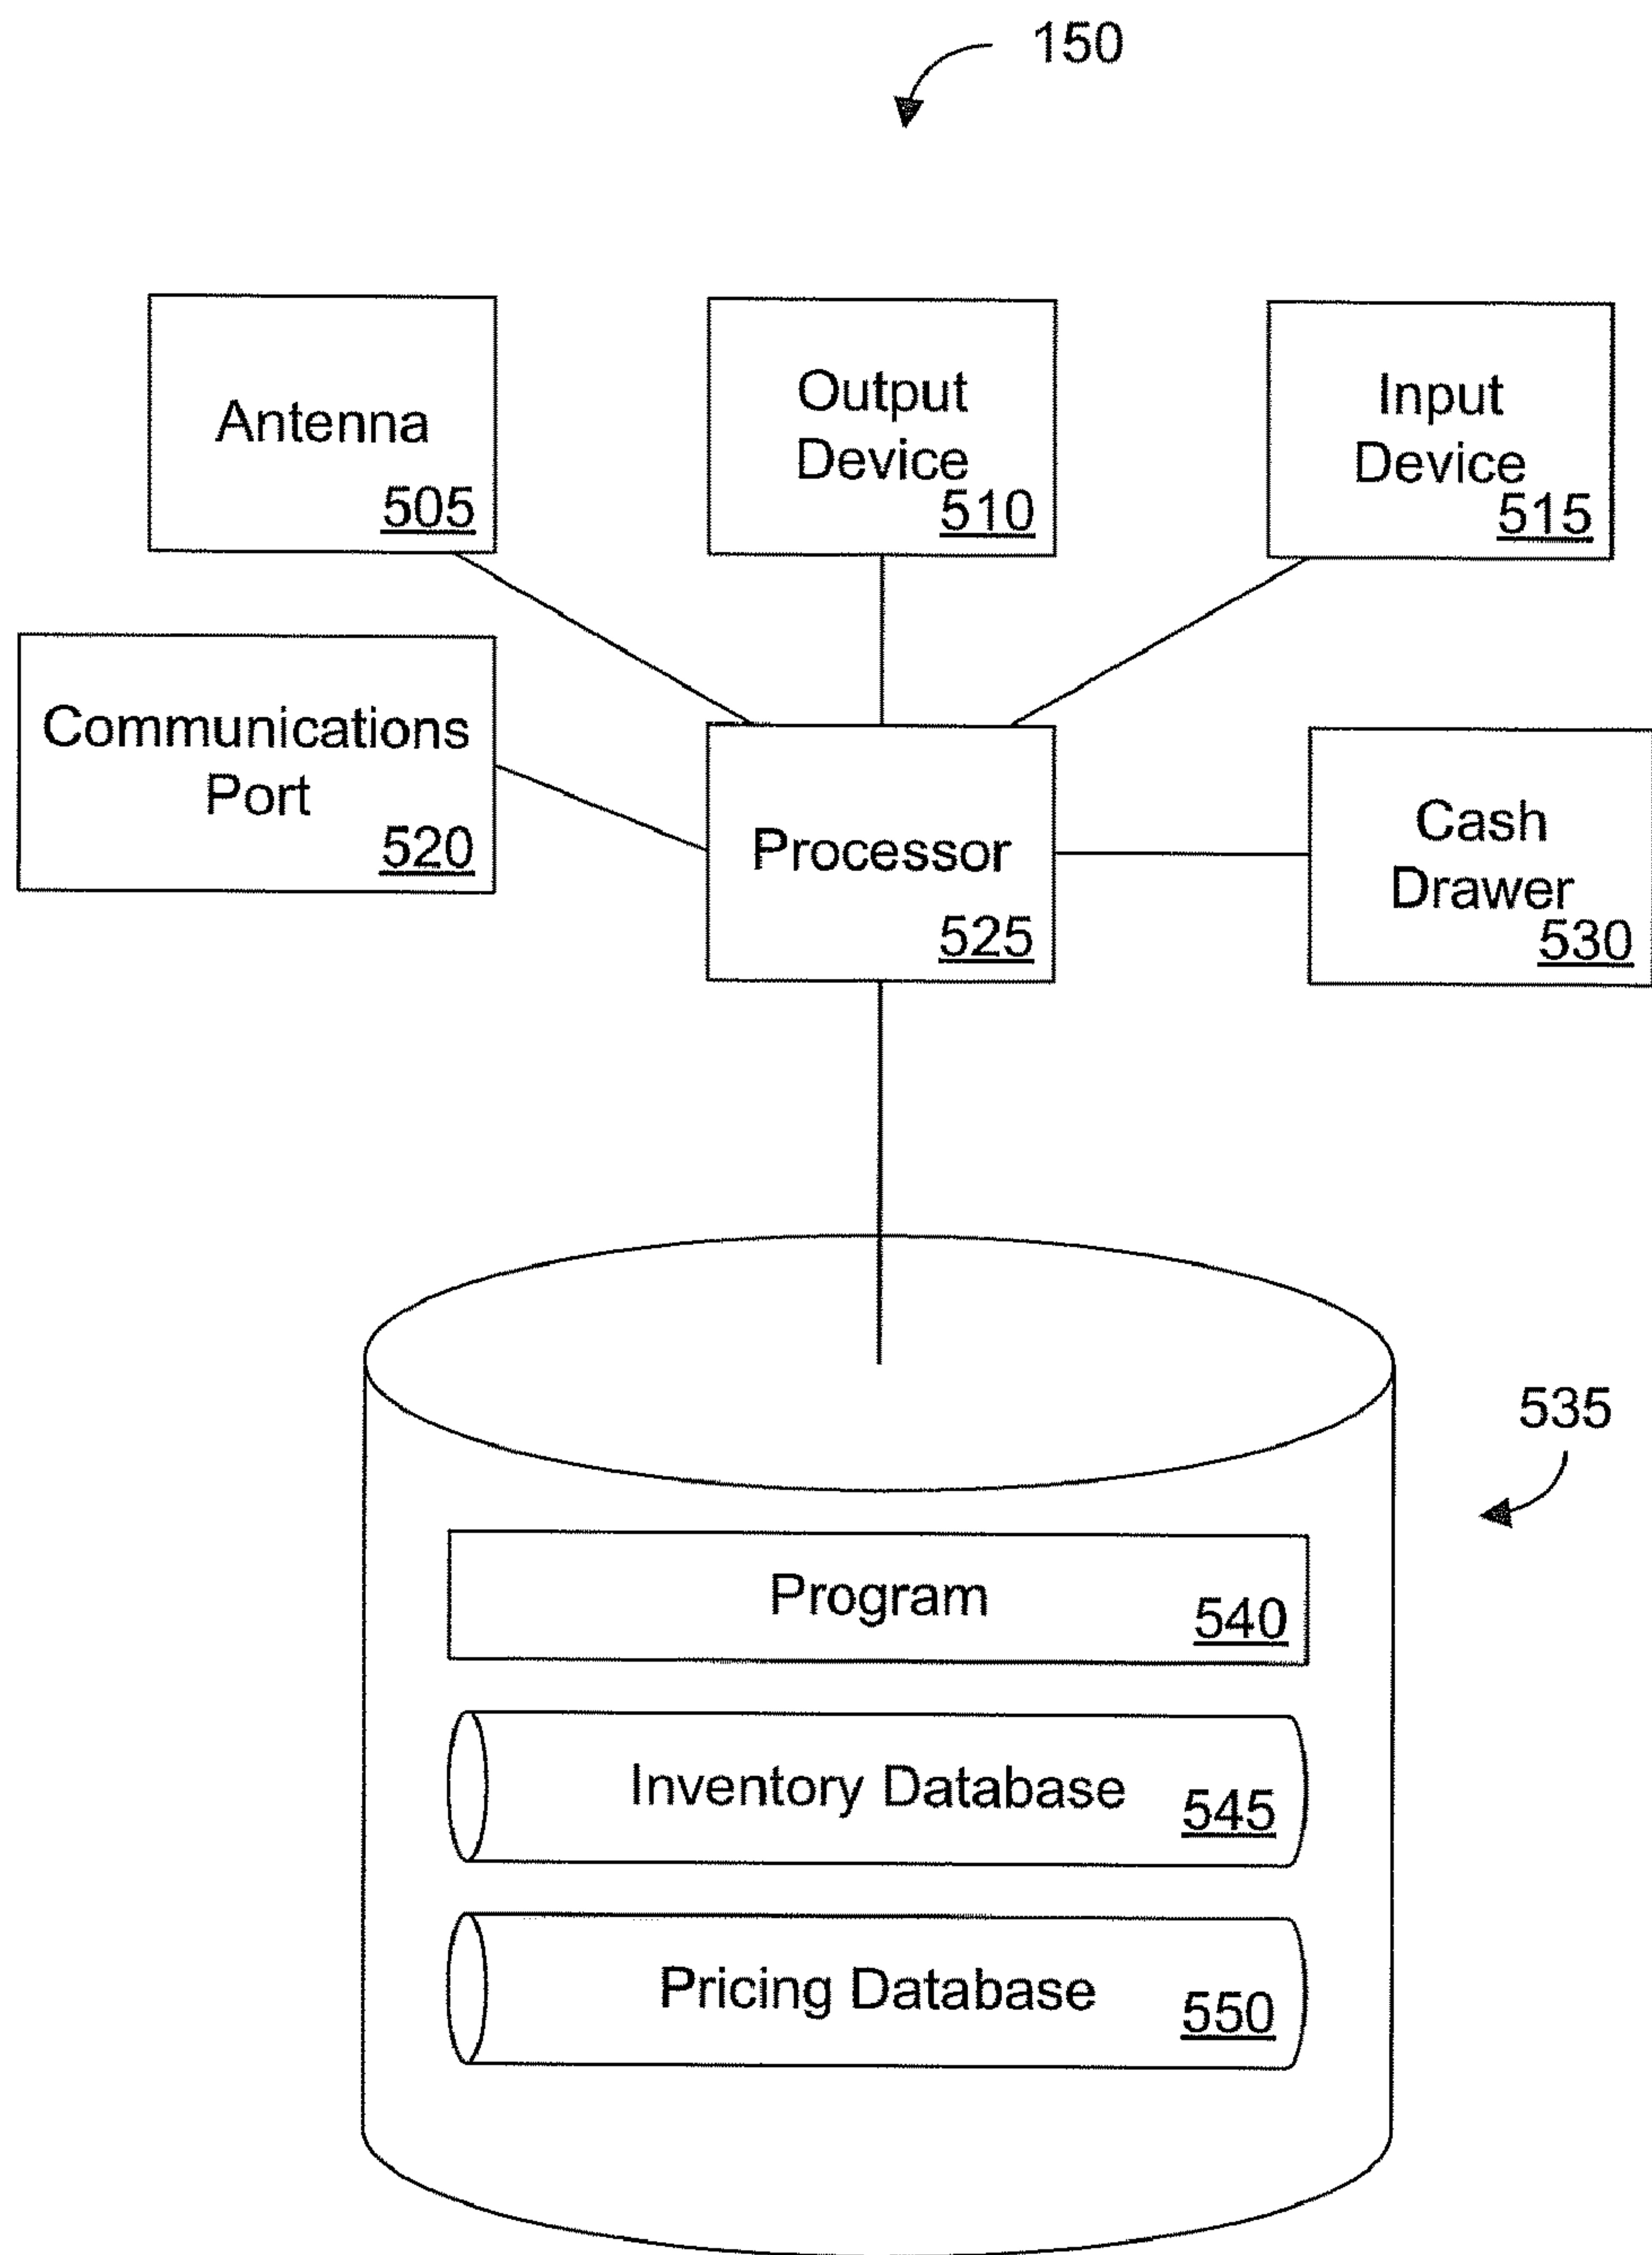 150
Antenna
505
Output
Device
510
Input
Device
515
Communications
Port
520
Processor
525
Cash
Drawer
530
535
Program
540
Inventory Database
545
Pricing Database
550